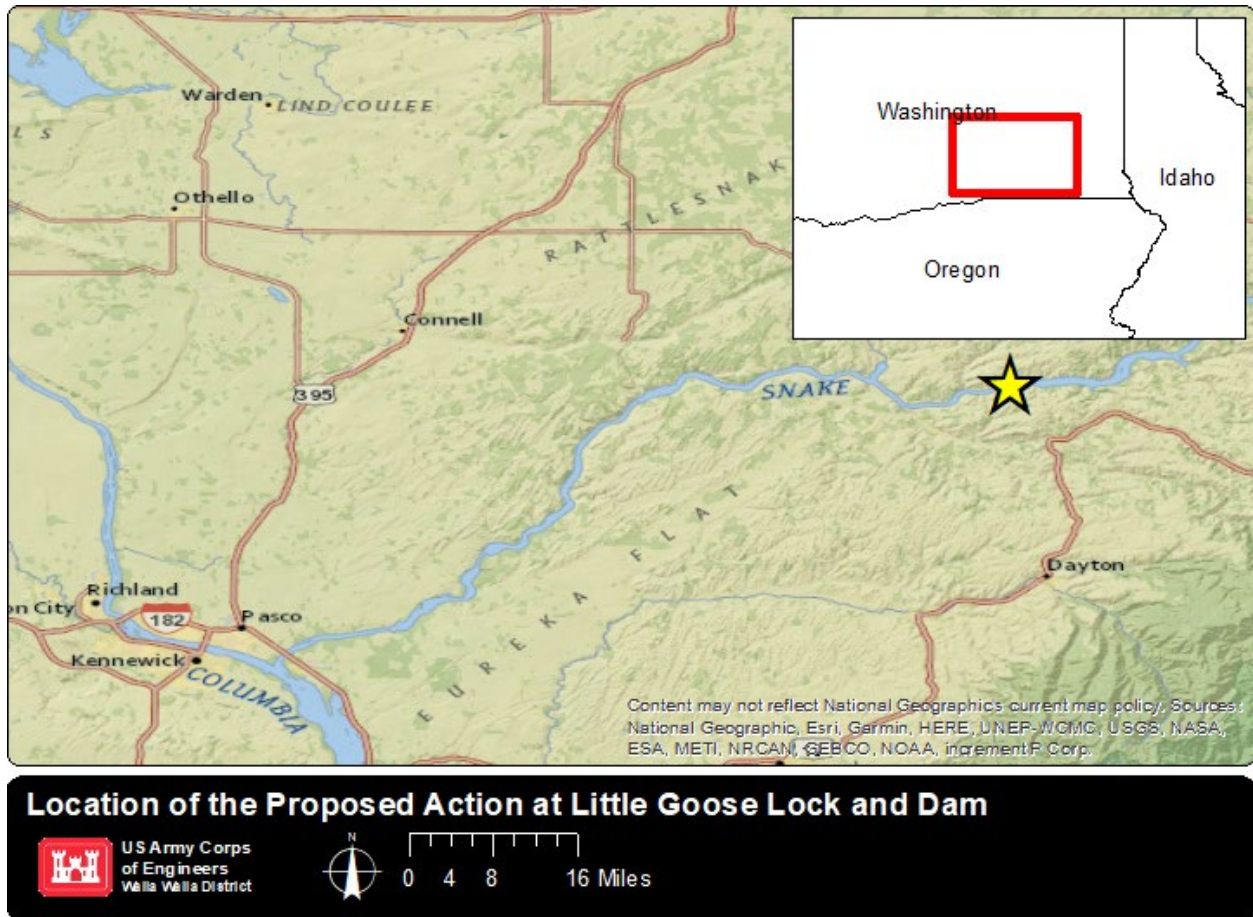 Warden
LIND COULEE
L S
Othello
RATTLESNAK
Connell
395
SNAKE
EUREKA FLAT
Dayton
Richland
on City
182
Pasco
Kennewick
COLUMBIA
Washington
Idaho
Oregon
Content may not reflect National Geographic's current map policy. Sources:
National Geographic, Esri, Garmin, HERE, UNEP-WCMC, USGS, NASA,
ESA, METI, NRCAN, GEBCO, NOAA, increment P Corp.
Location of the Proposed Action at Little Goose Lock and Dam
US Army Corps
of Engineers
Walla Walla District
N
0 4 8 16 Miles